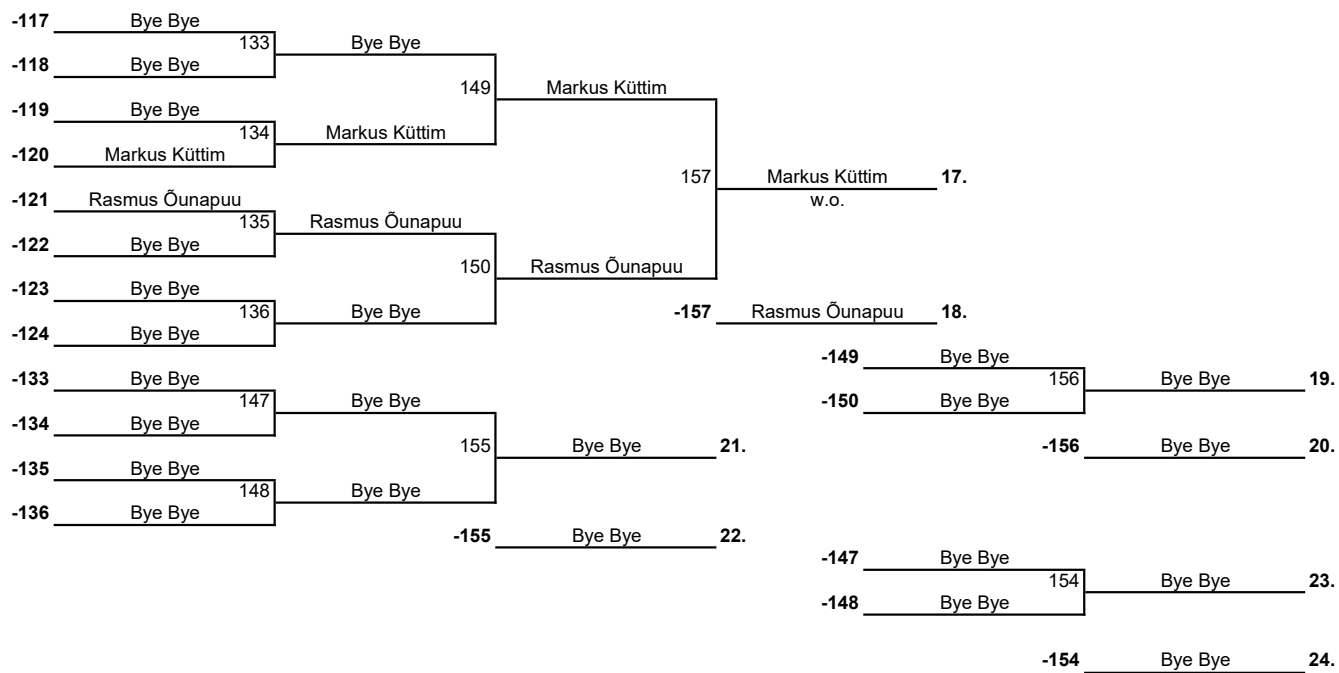 -117 Bye Bye
133 Bye Bye
-118 Bye Bye
149 Markus Küttim
-119 Bye Bye
134 Markus Küttim
-120 Markus Küttim
157 Markus Küttim 17.
w.o.
-121 Rasmus Õunapuu
135 Rasmus Õunapuu
-122 Bye Bye
150 Rasmus Õunapuu
-123 Bye Bye
136 Bye Bye
-124 Bye Bye
-157 Rasmus Õunapuu 18.
-149 Bye Bye
156 Bye Bye 19.
-150 Bye Bye
-156 Bye Bye 20.
-133 Bye Bye
147 Bye Bye
-134 Bye Bye
155 Bye Bye 21.
-135 Bye Bye
148 Bye Bye
-136 Bye Bye
-155 Bye Bye 22.
-147 Bye Bye
154 Bye Bye 23.
-148 Bye Bye
-154 Bye Bye 24.